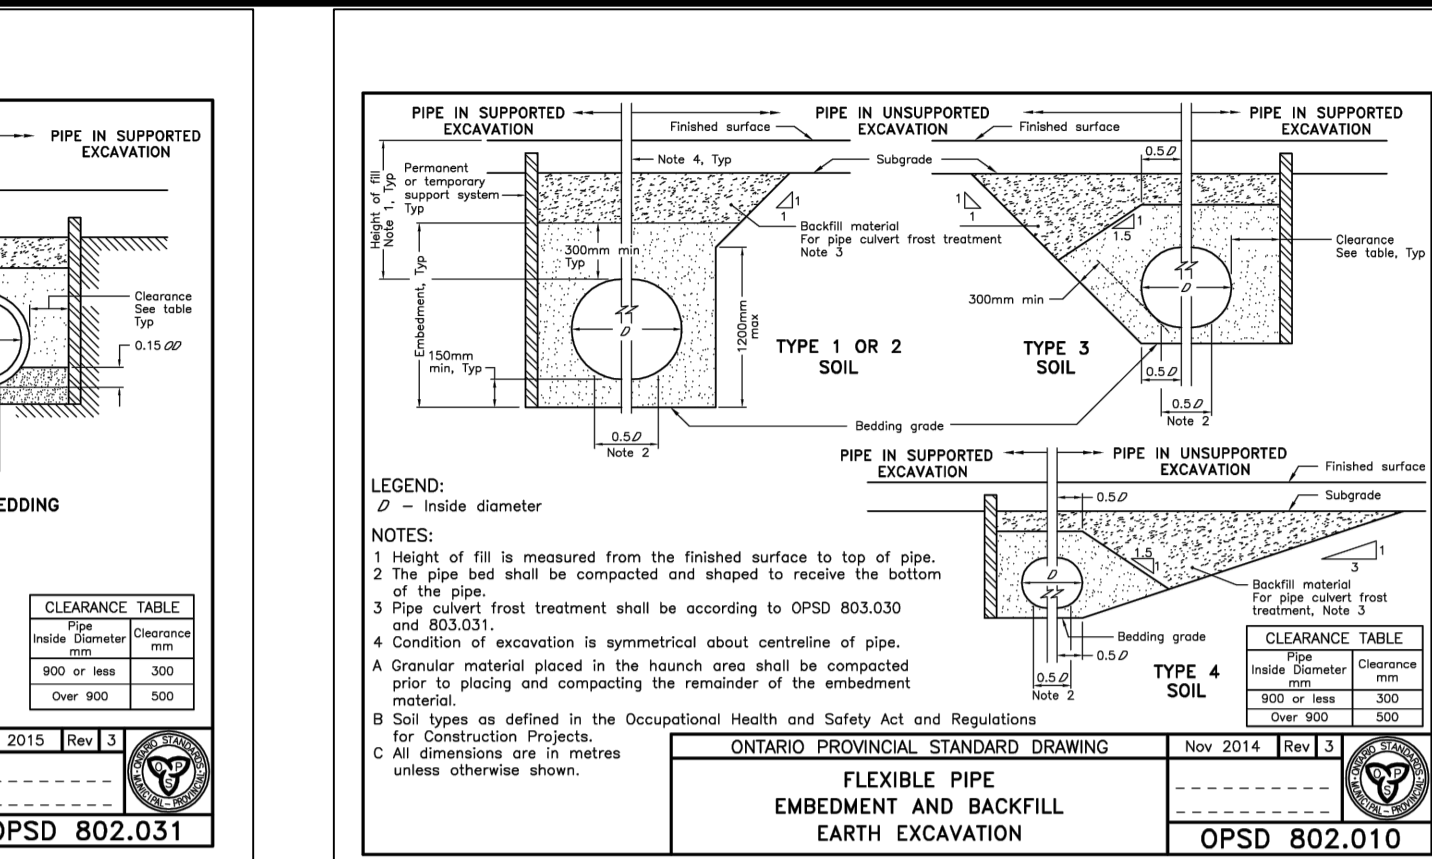 PIPE IN SUPPORTED
EXCAVATION
Clearance
See table
Typ
0.15 OD
EDDING
CLEARANCE TABLE
Pipe
Inside Diameter
mm
Clearance
mm
900 or less 300
Over 900 500
2015 Rev 3
ONTARIO STANDARDS
MUNICIPAL - PROVINCIAL
O P S
OPSD 802.031
PIPE IN SUPPORTED
EXCAVATION
PIPE IN UNSUPPORTED
EXCAVATION
PIPE IN SUPPORTED
EXCAVATION
Finished surface
Finished surface
Height of fill
Note 1, Typ
Permanent
or temporary
support system
Typ
Note 4, Typ
Subgrade
0.5D
1
1
1
1
Backfill material
For pipe culvert frost treatment
Note 3
1
1.5
Clearance
See table, Typ
300mm min
Typ
Embedment, Typ
D
150mm
min, Typ
1200mm
max
300mm min
D
TYPE 1 OR 2
SOIL
TYPE 3
SOIL
0.5D
0.5D
Note 2
0.5D
Note 2
Bedding grade
PIPE IN SUPPORTED
EXCAVATION
PIPE IN UNSUPPORTED
EXCAVATION
Finished surface
Subgrade
0.5D
1.5
1
1
3
D
Backfill material
For pipe culvert frost
treatment, Note 3
Bedding grade
0.5D
0.5D
Note 2
TYPE 4
SOIL
CLEARANCE TABLE
Pipe
Inside Diameter
mm
Clearance
mm
900 or less 300
Over 900 500
LEGEND:
D – Inside diameter
NOTES:
1 Height of fill is measured from the finished surface to top of pipe.
2 The pipe bed shall be compacted and shaped to receive the bottom
of the pipe.
3 Pipe culvert frost treatment shall be according to OPSD 803.030
and 803.031.
4 Condition of excavation is symmetrical about centreline of pipe.
A Granular material placed in the haunch area shall be compacted
prior to placing and compacting the remainder of the embedment
material.
B Soil types as defined in the Occupational Health and Safety Act and Regulations
for Construction Projects.
C All dimensions are in metres
unless otherwise shown.
ONTARIO PROVINCIAL STANDARD DRAWING
Nov 2014 Rev 3
FLEXIBLE PIPE
EMBEDMENT AND BACKFILL
EARTH EXCAVATION
ONTARIO STANDARDS
MUNICIPAL - PROVINCIAL
O P S
OPSD 802.010